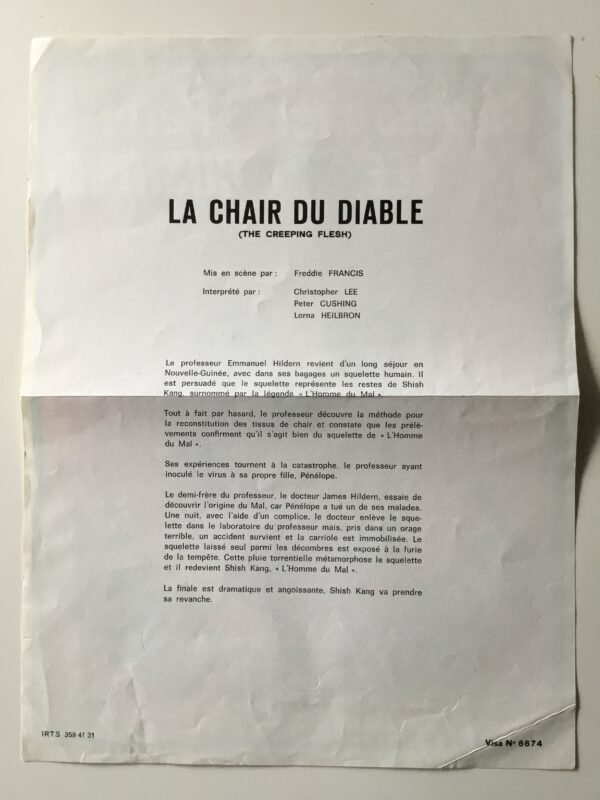 LA CHAIR DU DIABLE
(THE CREEPING FLESH)
Mis en scène par : Freddie FRANCIS
Interprété par : Christopher LEE
Peter CUSHING
Lorna HEILBRON
Le professeur Emmanuel Hildern revient d'un long séjour en
Nouvelle-Guinée, avec dans ses bagages un squelette humain. Il
est persuadé que le squelette représente les restes de Shish
Kang, surnommé par la légende « L'Homme du Mal ».
Tout à fait par hasard, le professeur découvre la méthode pour
la reconstitution des tissus de chair et constate que les prélè-
vements confirment qu'il s'agit bien du squelette de « L'Homme
du Mal ».
Ses expériences tournent à la catastrophe, le professeur ayant
inoculé le virus à sa propre fille, Pénélope.
Le demi-frère du professeur, le docteur James Hildern, essaie de
découvrir l'origine du Mal, car Pénélope a tué un de ses malades.
Une nuit, avec l'aide d'un complice, le docteur enlève le sque-
lette dans le laboratoire du professeur mais, pris dans un orage
terrible, un accident survient et la carriole est immobilisée. Le
squelette laissé seul parmi les décombres est exposé à la furie
de la tempête. Cette pluie torrentielle métamorphose le squelette
et il redevient Shish Kang, « L'Homme du Mal ».
La finale est dramatique et angoissante, Shish Kang va prendre
sa revanche.
IRTS 359 41 31
Visa N° 6674